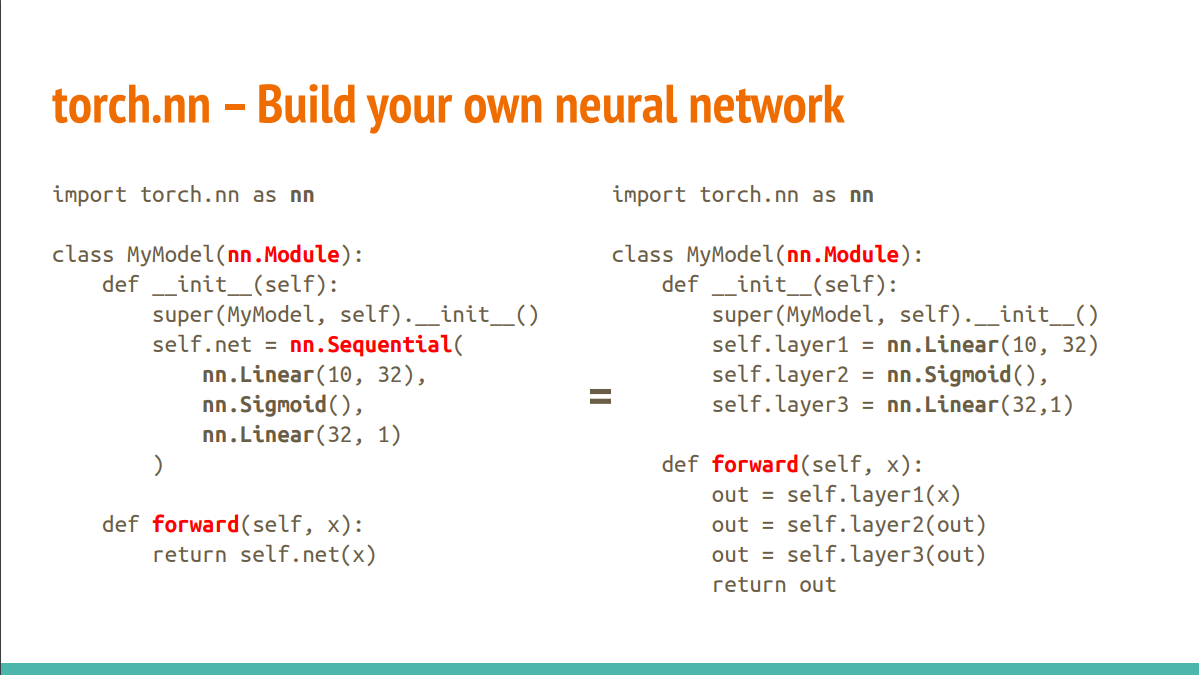 torch.nn – Build your own neural network
import torch.nn as nn
class MyModel(nn.Module):
    def __init__(self):
        super(MyModel, self).__init__()
        self.net = nn.Sequential(
            nn.Linear(10, 32),
            nn.Sigmoid(),
            nn.Linear(32, 1)
        )
    def forward(self, x):
        return self.net(x)
=
import torch.nn as nn
class MyModel(nn.Module):
    def __init__(self):
        super(MyModel, self).__init__()
        self.layer1 = nn.Linear(10, 32)
        self.layer2 = nn.Sigmoid(),
        self.layer3 = nn.Linear(32,1)
    def forward(self, x):
        out = self.layer1(x)
        out = self.layer2(out)
        out = self.layer3(out)
        return out